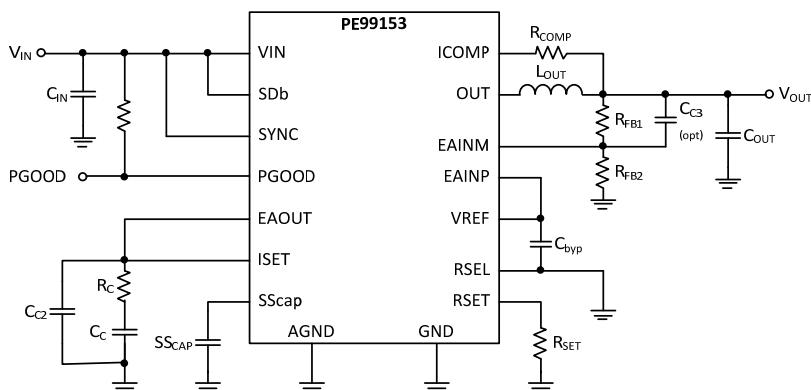 PE99153
V_IN
C_IN
PGOOD
VIN
SDb
SYNC
PGOOD
EAOUT
ISET
SScap
AGND
GND
ICOMP
OUT
EAINM
EAINP
VREF
RSEL
RSET
R_COMP
L_OUT
V_OUT
R_FB1
C_C3
(opt)
C_OUT
R_FB2
C_byp
R_SET
R_C
C_C2
C_C
SS_CAP